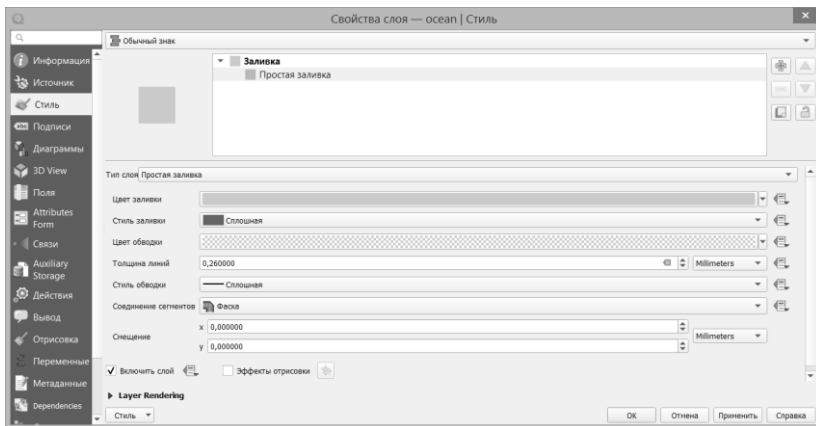 Свойства слоя — ocean | Стиль
Обычный знак
Информация
Источник
Стиль
Подписи
Диаграммы
3D View
Поля
Attributes
Form
Связи
Auxiliary
Storage
Действия
Вывод
Отрисовка
Переменные
Метаданные
Dependencies
Заливка
Простая заливка
Тип слоя Простая заливка
Цвет заливки
Стиль заливки Сплошная
Цвет обводки
Толщина линий 0,260000 Millimeters
Стиль обводки Сплошная
Соединение сегментов Фаска
x 0,000000
Смещение Millimeters
y 0,000000
Включить слой Эффекты отрисовки
Layer Rendering
Стиль OK Отмена Применить Справка